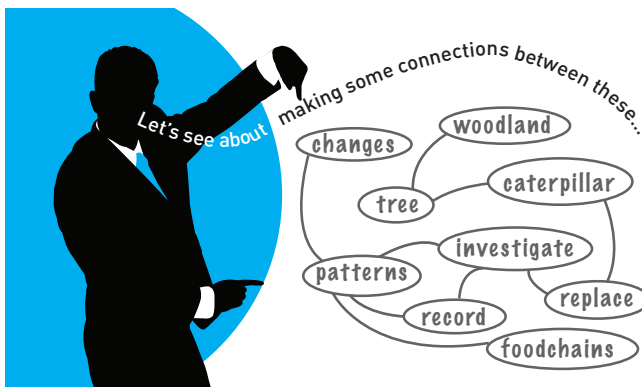 Let's see about making some connections between these...
woodland
changes
caterpillar
tree
investigate
patterns
replace
record
foodchains